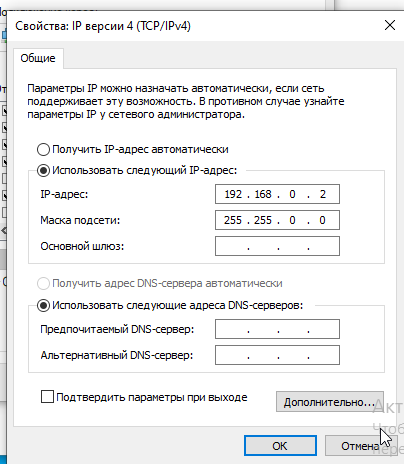 Свойства: IP версии 4 (TCP/IPv4)
Общие
Параметры IP можно назначать автоматически, если сеть
поддерживает эту возможность. В противном случае узнайте
параметры IP у сетевого администратора.
Получить IP-адрес автоматически
Использовать следующий IP-адрес:
IP-адрес: 192 . 168 . 0 . 2
Маска подсети: 255 . 255 . 0 . 0
Основной шлюз: . . .
Получить адрес DNS-сервера автоматически
Использовать следующие адреса DNS-серверов:
Предпочитаемый DNS-сервер: . . .
Альтернативный DNS-сервер: . . .
Подтвердить параметры при выходе
Дополнительно...
OK
Отмена